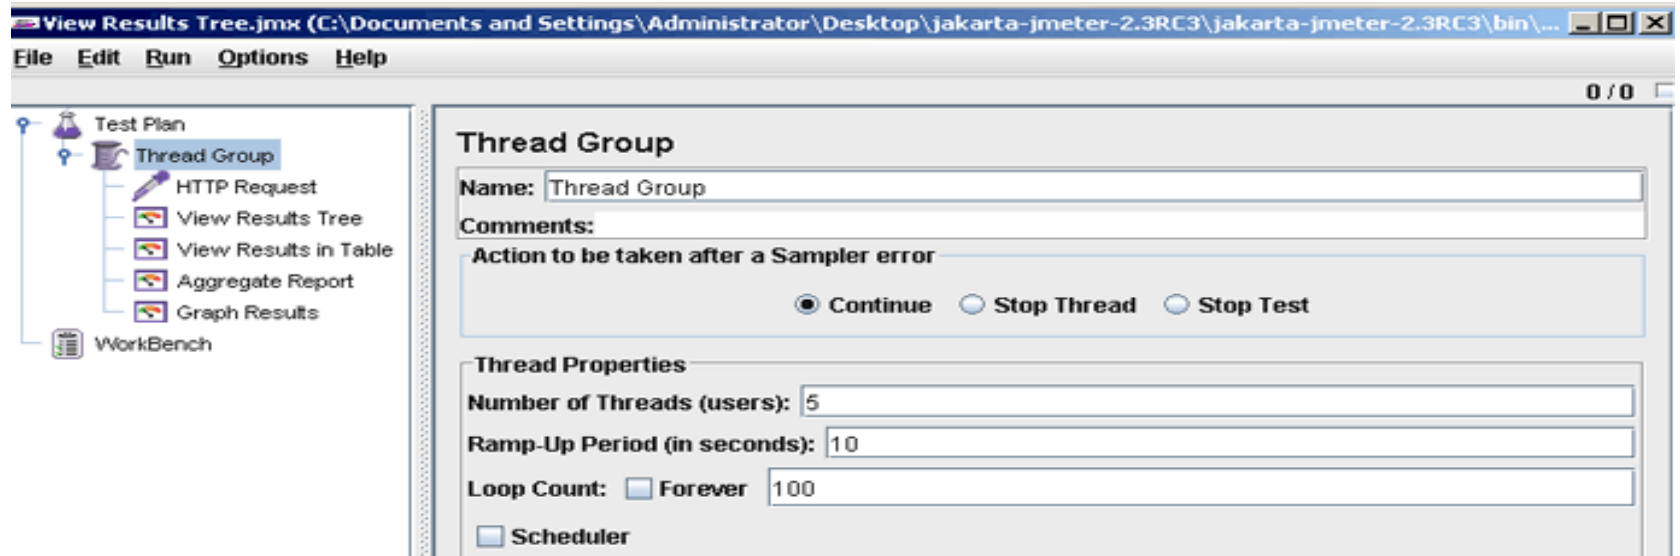 View Results Tree.jmx (C:\Documents and Settings\Administrator\Desktop\jakarta-jmeter-2.3RC3\jakarta-jmeter-2.3RC3\bin\...
File Edit Run Options Help
0 / 0
Test Plan
Thread Group
HTTP Request
View Results Tree
View Results in Table
Aggregate Report
Graph Results
WorkBench
Thread Group
Name: Thread Group
Comments:
Action to be taken after a Sampler error
Continue Stop Thread Stop Test
Thread Properties
Number of Threads (users): 5
Ramp-Up Period (in seconds): 10
Loop Count: Forever 100
Scheduler